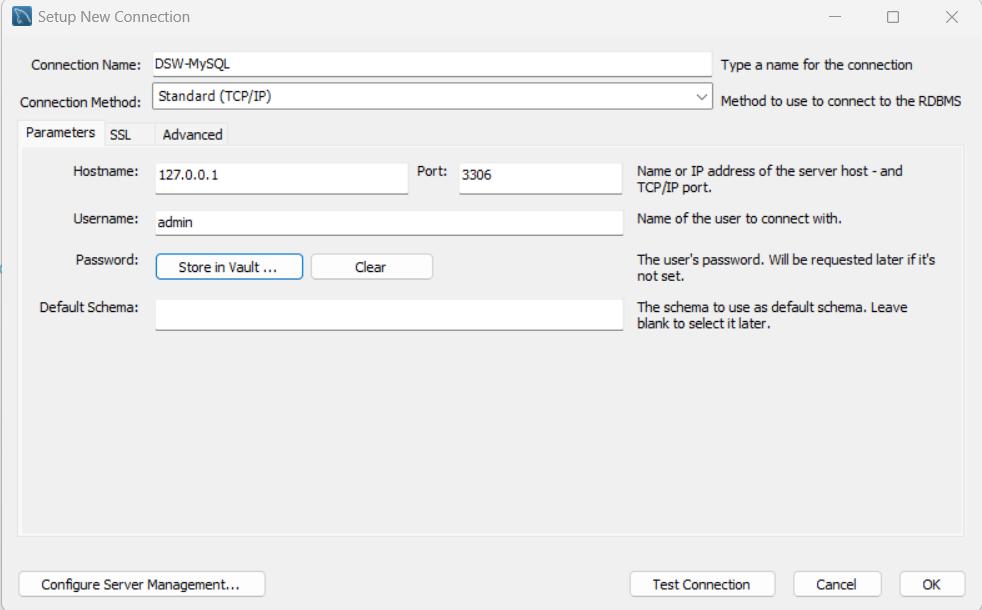 Setup New Connection
Connection Name: DSW-MySQL Type a name for the connection
Connection Method: Standard (TCP/IP) Method to use to connect to the RDBMS
Parameters SSL Advanced
Hostname: 127.0.0.1 Port: 3306 Name or IP address of the server host - and
TCP/IP port.
Username: admin Name of the user to connect with.
Password: Store in Vault ... Clear The user's password. Will be requested later if it's
not set.
Default Schema: The schema to use as default schema. Leave
blank to select it later.
Configure Server Management... Test Connection Cancel OK